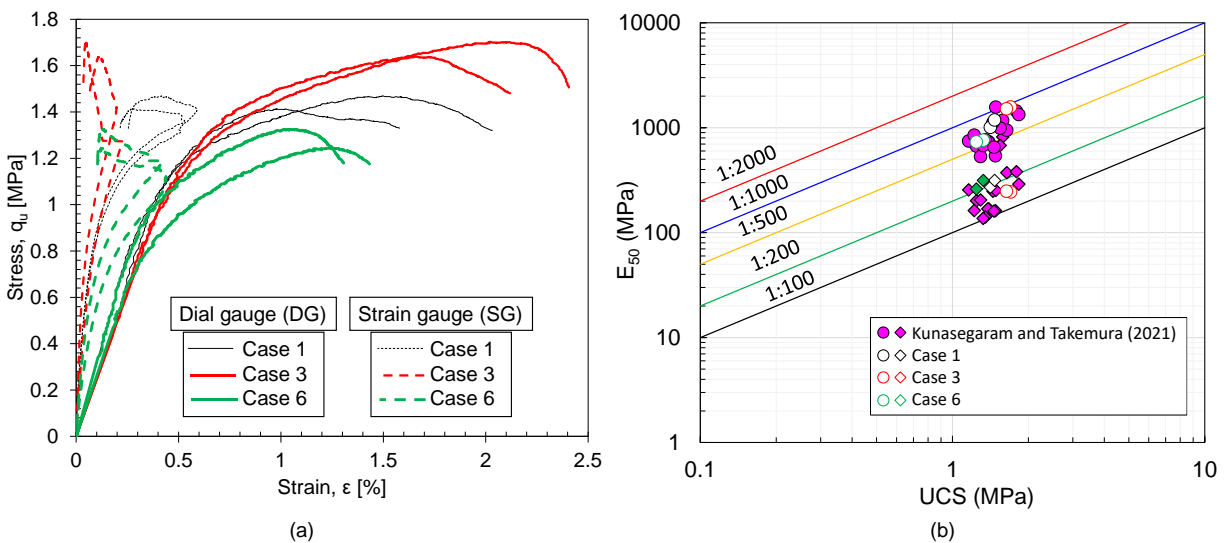 1.8
1.6
1.4
1.2
1
0.8
0.6
0.4
0.2
0
Stress, qu [MPa]
Dial gauge (DG)
Case 1
Case 3
Case 6
Strain gauge (SG)
Case 1
Case 3
Case 6
0 0.5 1 1.5 2 2.5
Strain, ε [%]
(a)
10000
1000
100
10
1
E50 (MPa)
1:2000
1:1000
1:500
1:200
1:100
Kunasegaram and Takemura (2021)
Case 1
Case 3
Case 6
0.1 1 10
UCS (MPa)
(b)